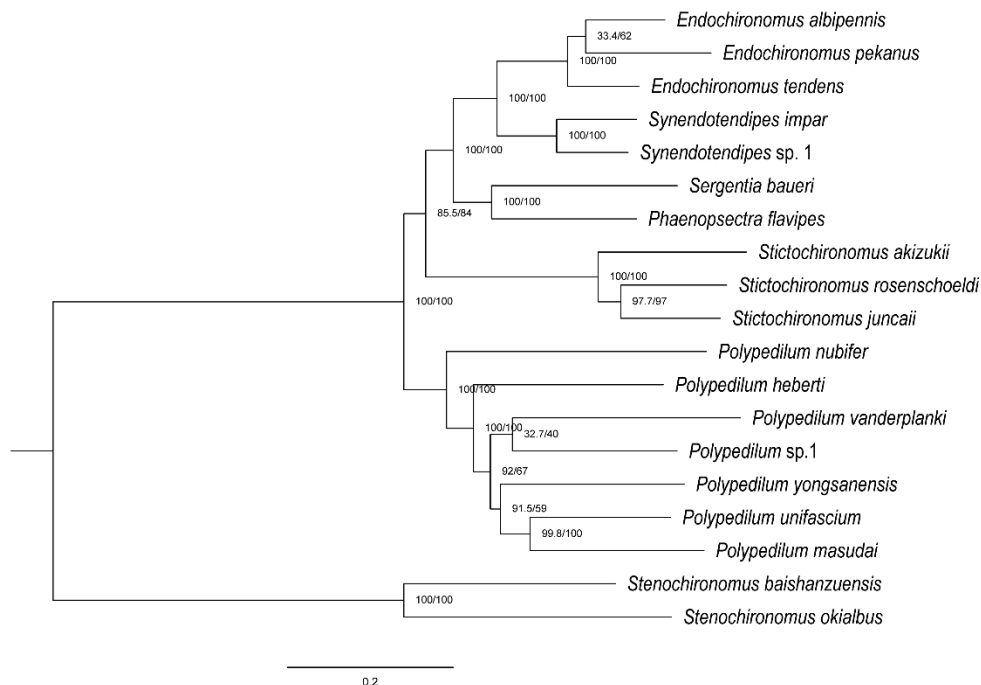 Endochironomus albipennis
33.4/62
Endochironomus pekanus
100/100
Endochironomus tendens
100/100
Synendotendipes impar
100/100
Synendotendipes sp. 1
100/100
Sergentia baueri
100/100
85.5/84
Phaenopsectra flavipes
Stictochironomus akizukii
100/100
Stictochironomus rosenschoeldi
97.7/97
100/100
Stictochironomus juncaii
Polypedilum nubifer
Polypedilum heberti
100/100
Polypedilum vanderplanki
100/100
32.7/40
Polypedilum sp.1
92/67
Polypedilum yongsanensis
91.5/59
Polypedilum unifascium
99.8/100
Polypedilum masudai
Stenochironomus baishanzuensis
100/100
Stenochironomus okialbus
0.2